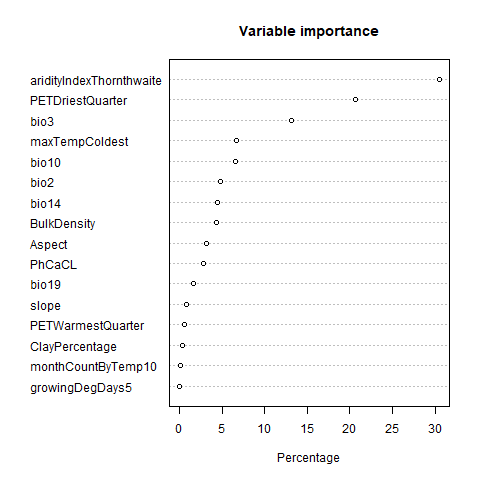 Variable importance
aridityIndexThornthwaite
PETDriestQuarter
bio3
maxTempColdest
bio10
bio2
bio14
BulkDensity
Aspect
PhCaCL
bio19
slope
PETWarmestQuarter
ClayPercentage
monthCountByTemp10
growingDegDays5
0 5 10 15 20 25 30
Percentage